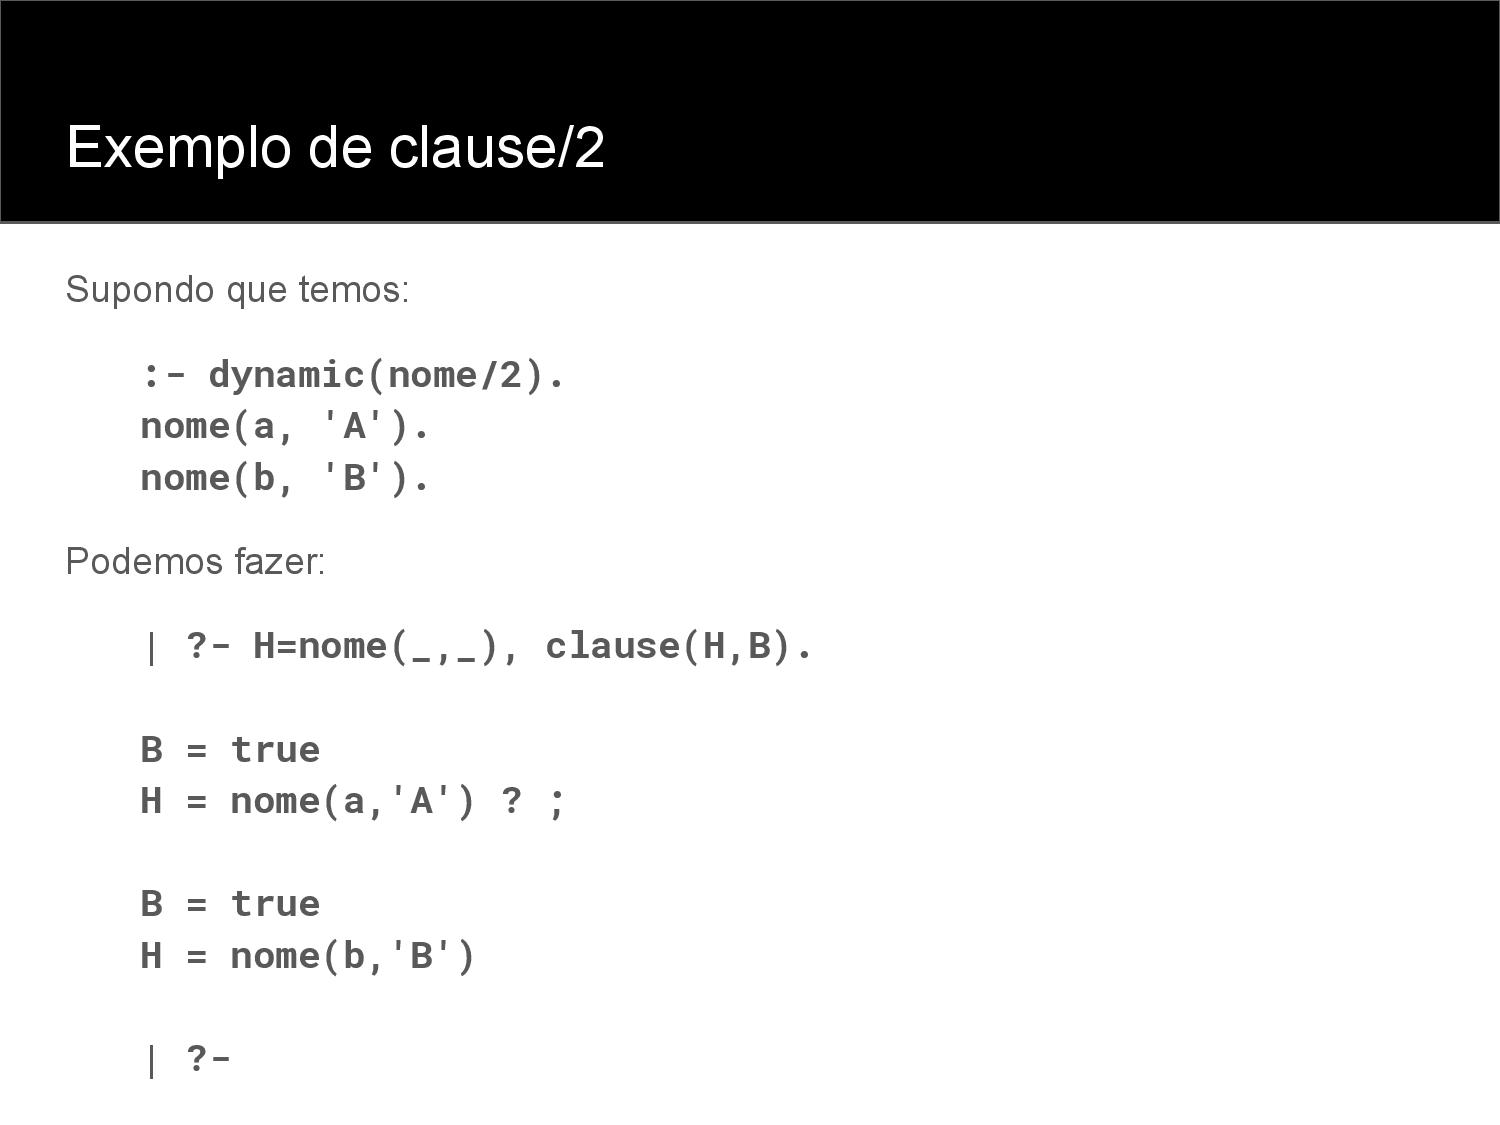 Exemplo de clause/2
Supondo que temos:
:- dynamic(nome/2).
nome(a, 'A').
nome(b, 'B').
Podemos fazer:
| ?- H=nome(_,_), clause(H,B).
B = true
H = nome(a,'A') ? ;
B = true
H = nome(b,'B')
| ?-